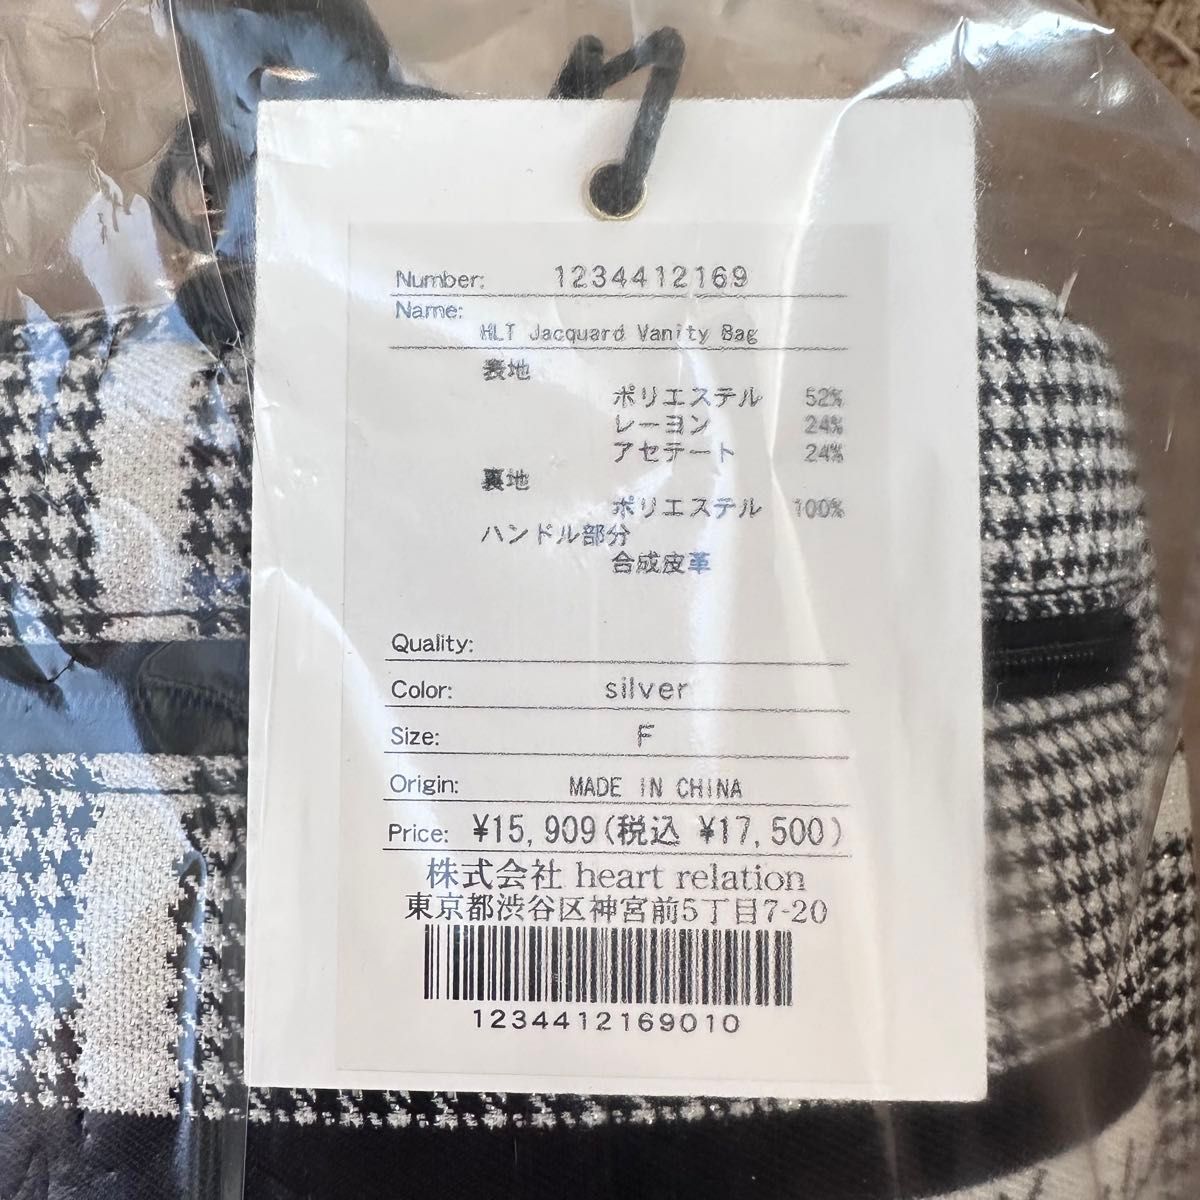 Number: 1234412169
Name:
HLT Jacquard Vanity Bag
表地
ポリエステル 52%
レーヨン 24%
アセテート 24%
裏地
ポリエステル 100%
ハンドル部分
合成皮革
Quality:
Color: silver
Size: F
Origin: MADE IN CHINA
Price: ¥15,909(税込 ¥17,500)
株式会社 heart relation
東京都渋谷区神宮前5丁目7-20
1234412169010